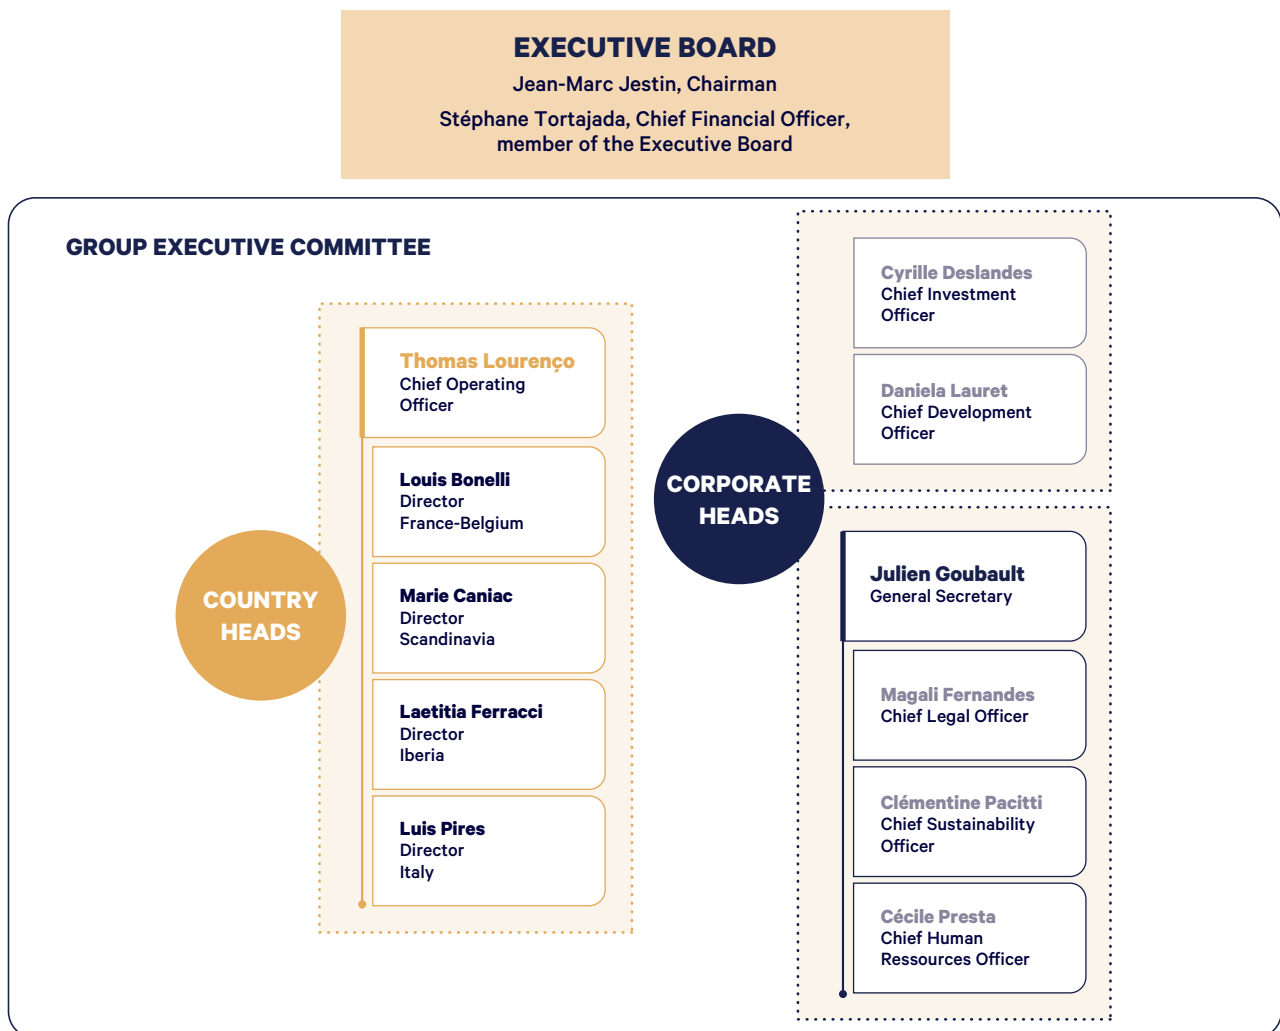 EXECUTIVE BOARD
Jean-Marc Jestin, Chairman
Stéphane Tortajada, Chief Financial Officer,
member of the Executive Board
GROUP EXECUTIVE COMMITTEE
COUNTRY
HEADS
Thomas Lourenço
Chief Operating
Officer
Louis Bonelli
Director
France-Belgium
Marie Caniac
Director
Scandinavia
Laetitia Ferracci
Director
Iberia
Luis Pires
Director
Italy
CORPORATE
HEADS
Cyrille Deslandes
Chief Investment
Officer
Daniela Lauret
Chief Development
Officer
Julien Goubault
General Secretary
Magali Fernandes
Chief Legal Officer
Clémentine Pacitti
Chief Sustainability
Officer
Cécile Presta
Chief Human
Ressources Officer